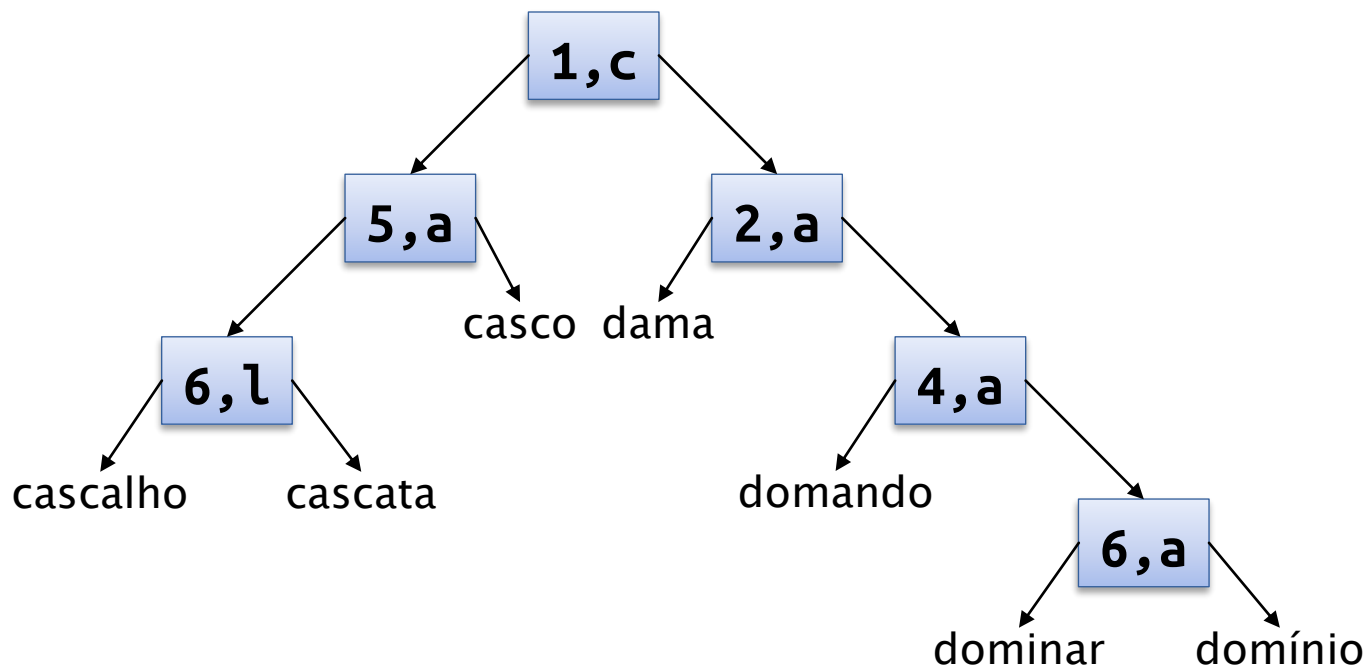 1,c
5,a
2,a
casco dama
6,l
4,a
cascalho cascata domando
6,a
dominar domínio